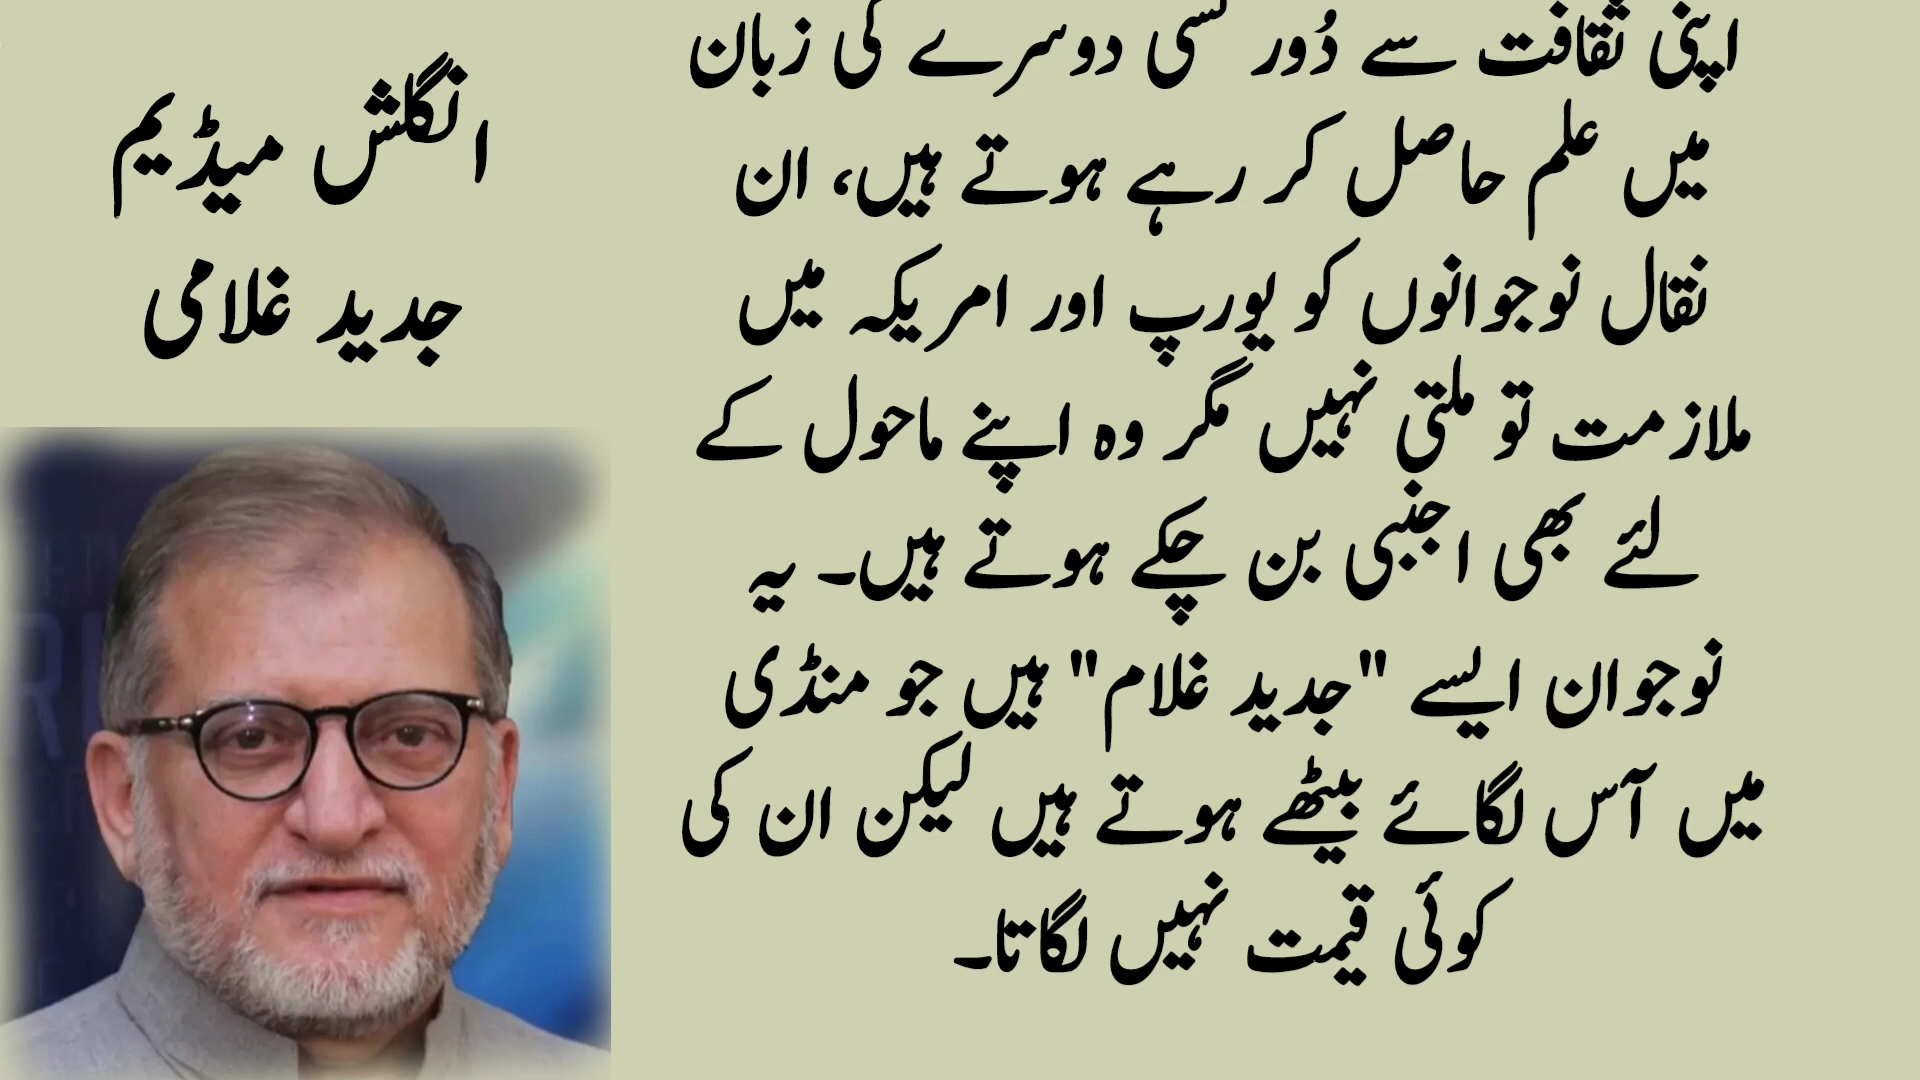 انگلش میڈیم
جدید غلامی
اپنی ثقافت سے دُور کسی دوسرے کی زبان
میں علم حاصل کر رہے ہوتے ہیں، ان
نقال نوجوانوں کو یورپ اور امریکہ میں
ملازمت تو ملتی نہیں مگر وہ اپنے ماحول کے
لئے بھی اجنبی بن چکے ہوتے ہیں۔ یہ
نوجوان ایسے "جدید غلام" ہیں جو منڈی
میں آس لگائے بیٹھے ہوتے ہیں لیکن ان کی
کوئی قیمت نہیں لگاتا۔